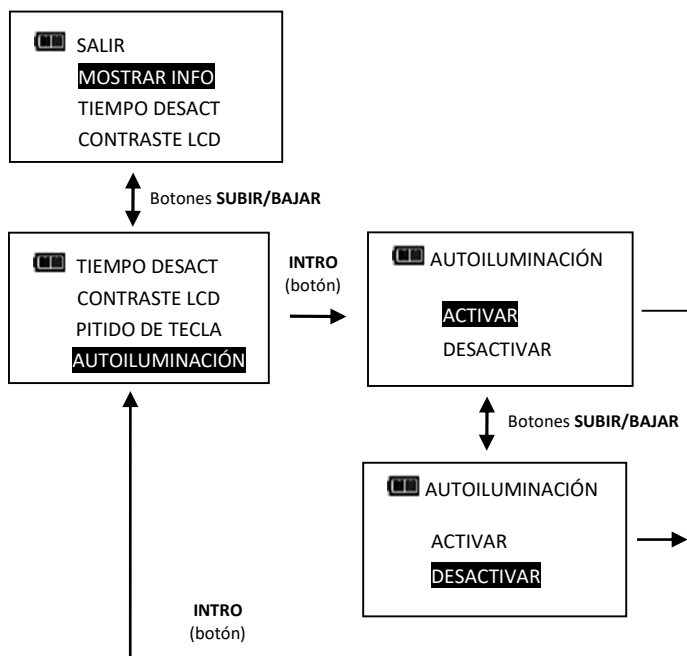 SALIR
MOSTRAR INFO
TIEMPO DESACT
CONTRASTE LCD
Botones SUBIR/BAJAR
TIEMPO DESACT
CONTRASTE LCD
PITIDO DE TECLA
AUTOILUMINACIÓN
INTRO
(botón)
AUTOILUMINACIÓN
ACTIVAR
DESACTIVAR
Botones SUBIR/BAJAR
AUTOILUMINACIÓN
ACTIVAR
DESACTIVAR
INTRO
(botón)